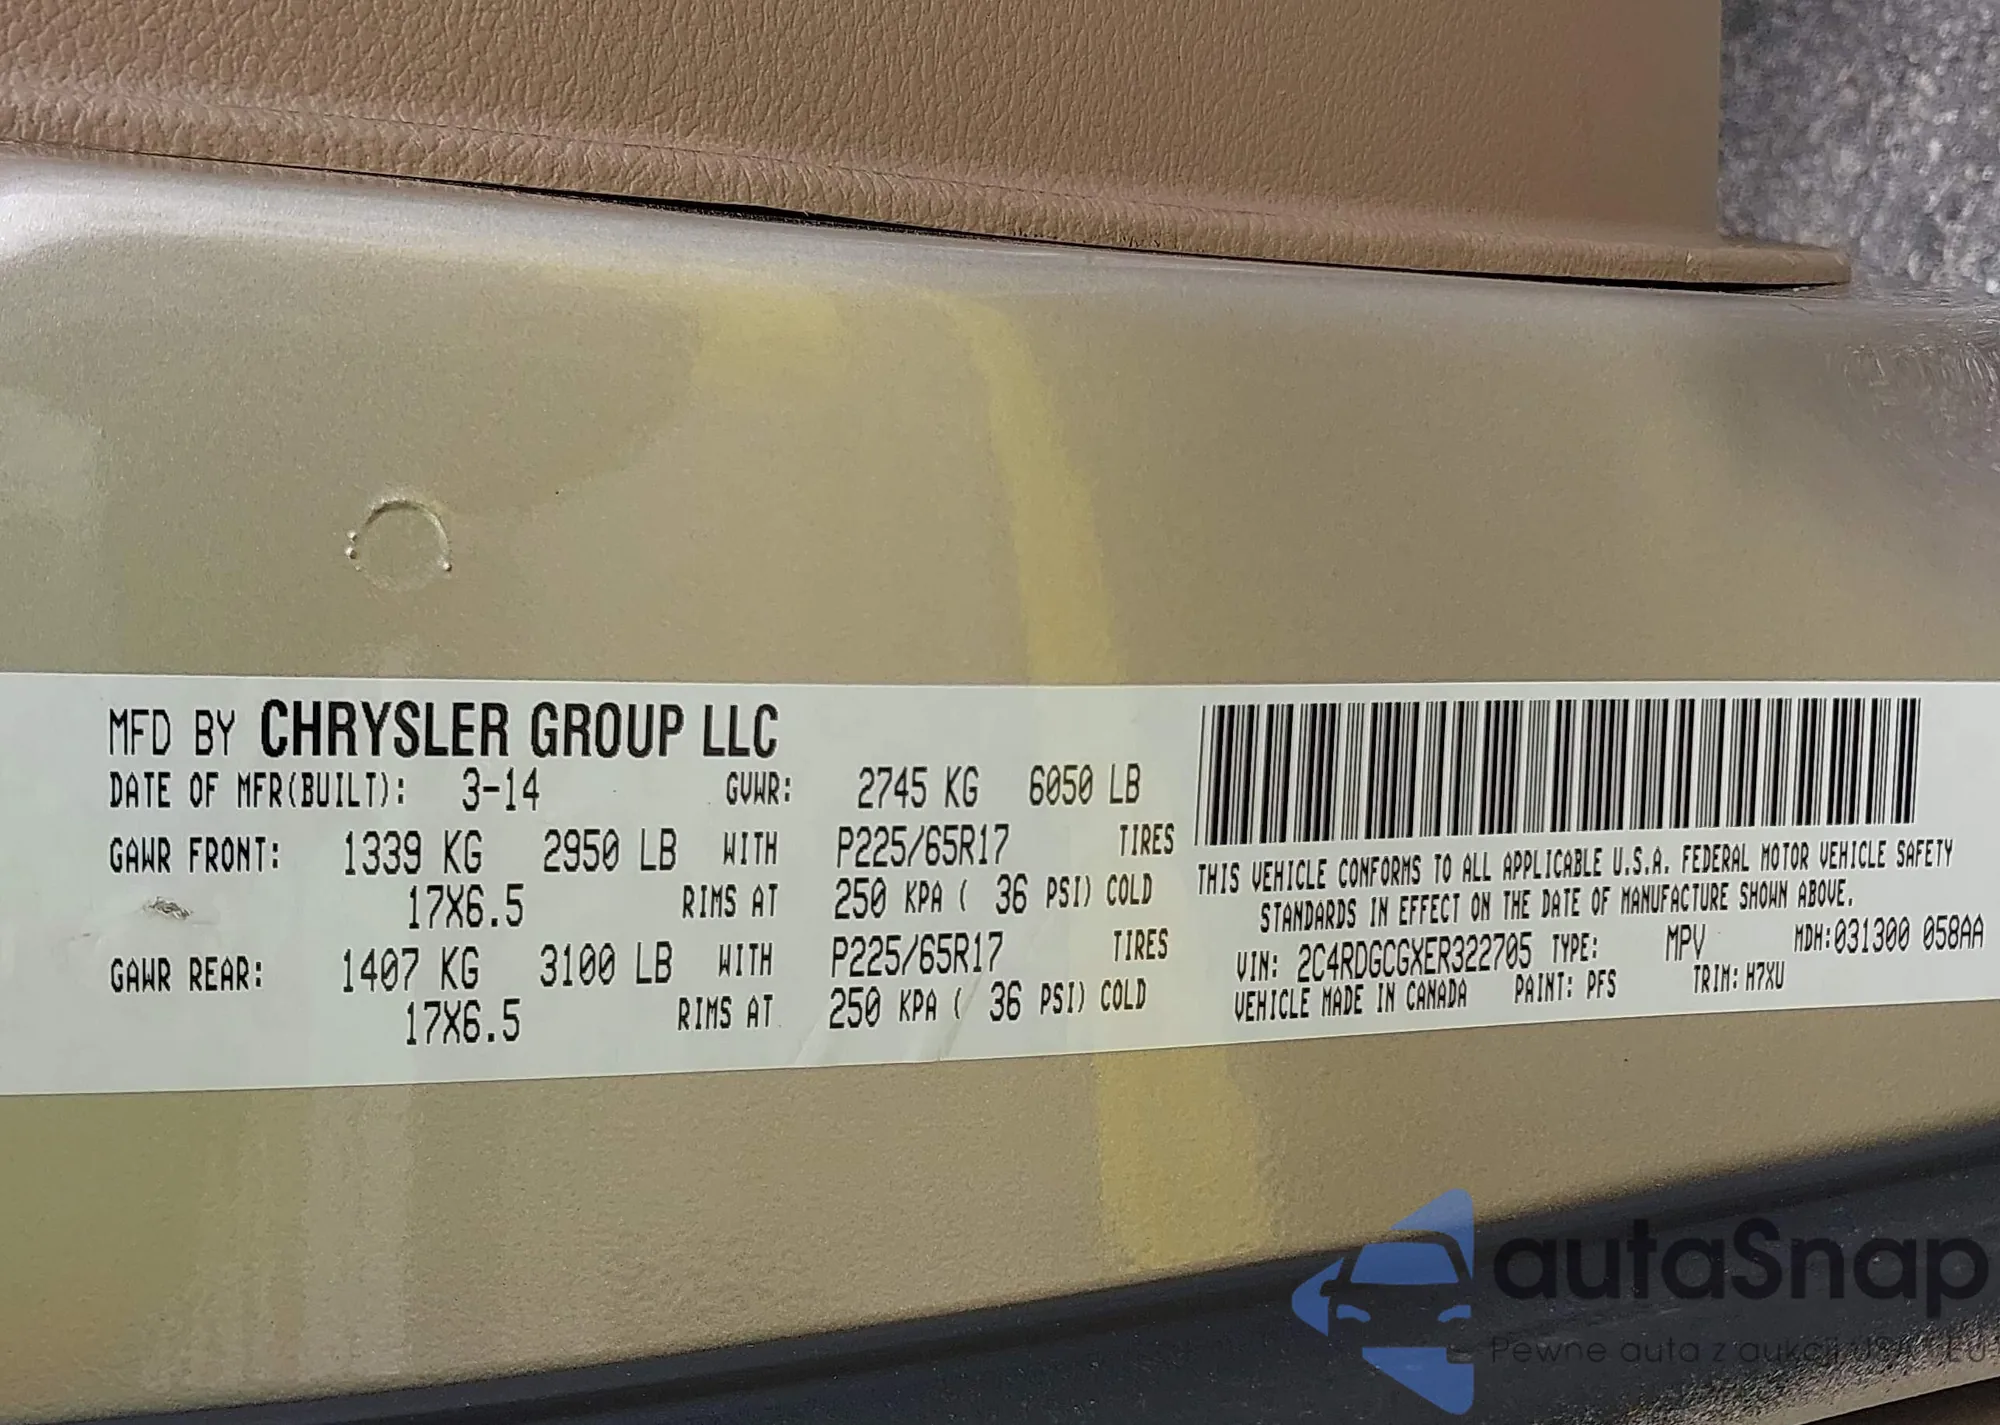 MFD BY CHRYSLER GROUP LLC
DATE OF MFR(BUILT): 3-14 GVWR: 2745 KG 6050 LB
GAWR FRONT: 1339 KG 2950 LB WITH P225/65R17 TIRES
17X6.5 RIMS AT 250 KPA ( 36 PSI) COLD
GAWR REAR: 1407 KG 3100 LB WITH P225/65R17 TIRES
17X6.5 RIMS AT 250 KPA ( 36 PSI) COLD
THIS VEHICLE CONFORMS TO ALL APPLICABLE U.S.A. FEDERAL MOTOR VEHICLE SAFETY
STANDARDS IN EFFECT ON THE DATE OF MANUFACTURE SHOWN ABOVE.
VIN: 2C4RDGCGXER322705 TYPE: MPV MDH:031300 058AA
VEHICLE MADE IN CANADA PAINT: PFS TRIM: H7XU
autaSnap
Pewne auta z aukcji